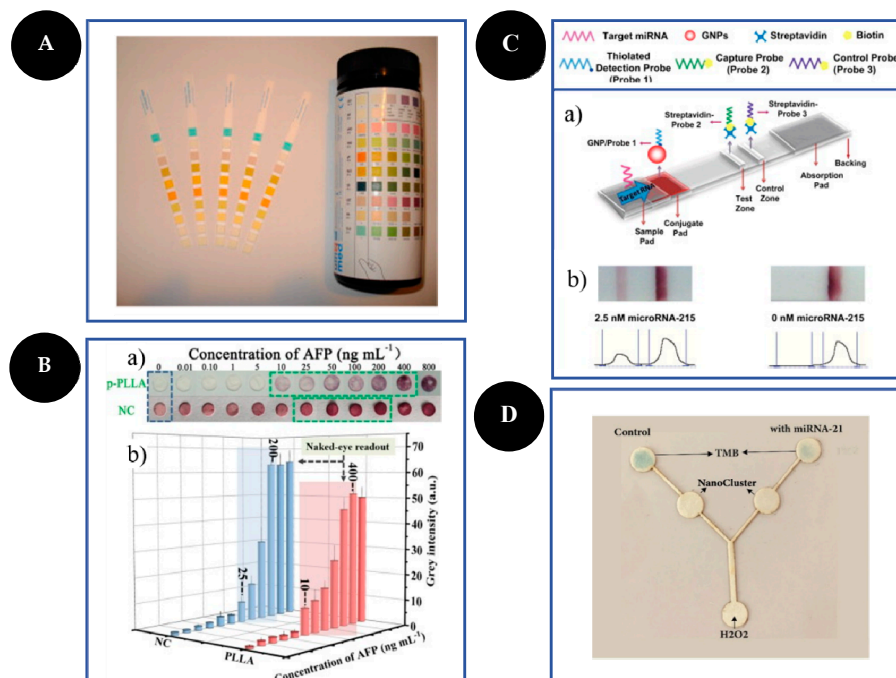 A
B
a) Concentration of AFP (ng mL-1)
0 0.01 0.10 1 5 10 25 50 100 200 400 800
p-PLLA
NC
b)
Naked-eye readout
200
400
25
10
70
60
50
40
30
20
10
0
Grey intensity (a.u.)
NC
PLLA
Concentration of AFP (ng mL-1)
C
Target miRNA GNPs Streptavidin Biotin
Thiolated Detection Probe (Probe 1) Capture Probe (Probe 2) Control Probe (Probe 3)
a)
Streptavidin-Probe 2
Streptavidin-Probe 3
GNP/Probe 1
Target RNA
Sample Pad
Conjugate Pad
Test Zone
Control Zone
Absorption Pad
Backing
b)
2.5 nM microRNA-215 0 nM microRNA-215
D
Control
with miRNA-21
TMB
NanoCluster
H2O2